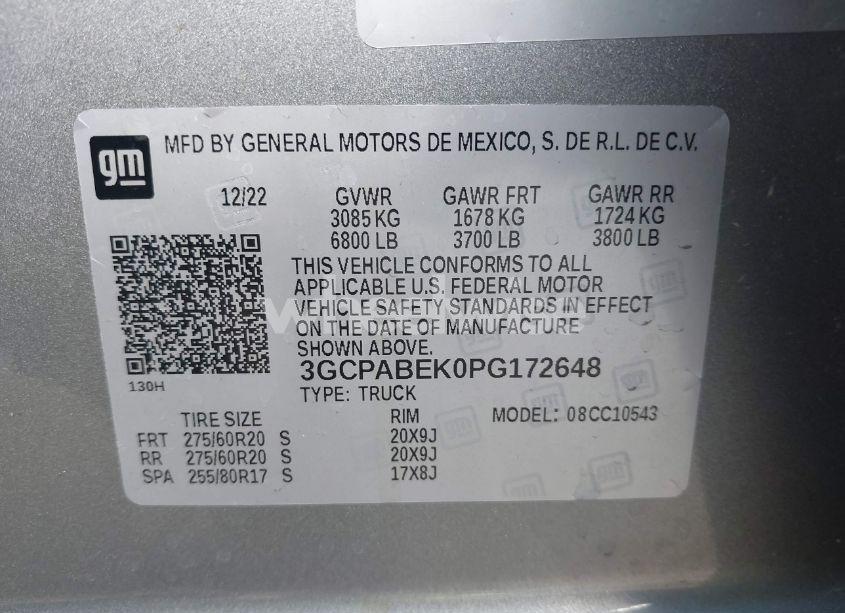 gm MFD BY GENERAL MOTORS DE MEXICO, S. DE R.L. DE C.V.
12/22 GVWR GAWR FRT GAWR RR
3085 KG 1678 KG 1724 KG
6800 LB 3700 LB 3800 LB
THIS VEHICLE CONFORMS TO ALL
APPLICABLE U.S. FEDERAL MOTOR
VEHICLE SAFETY STANDARDS IN EFFECT
ON THE DATE OF MANUFACTURE
SHOWN ABOVE.
3GCPABEK0PG172648
130H
TYPE: TRUCK
TIRE SIZE RIM MODEL: 08CC10543
FRT 275/60R20 S 20X9J
RR 275/60R20 S 20X9J
SPA 255/80R17 S 17X8J